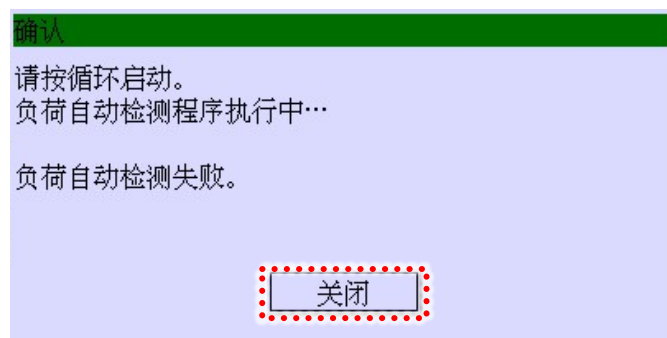 确认
请按循环启动。
负荷自动检测程序执行中…
负荷自动检测失败。
关闭